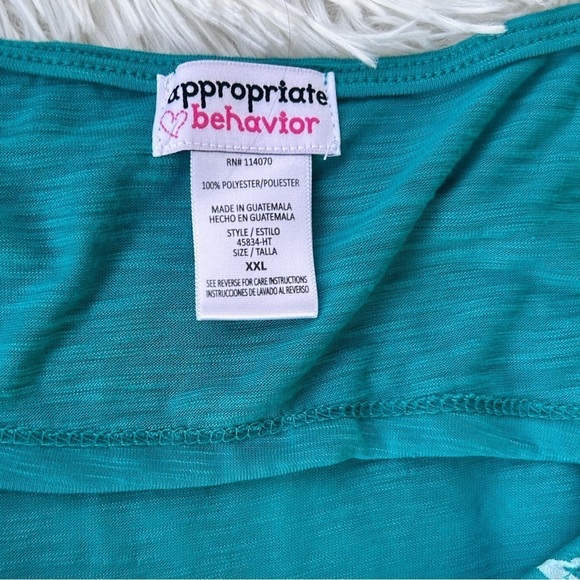 appropriate
behavior
RN# 114070
100% POLYESTER/POLIESTER
MADE IN GUATEMALA
HECHO EN GUATEMALA
STYLE / ESTILO
45834-HT
SIZE / TALLA
XXL
SEE REVERSE FOR CARE INSTRUCTIONS
INSTRUCCIONES DE LAVADO AL REVERSO